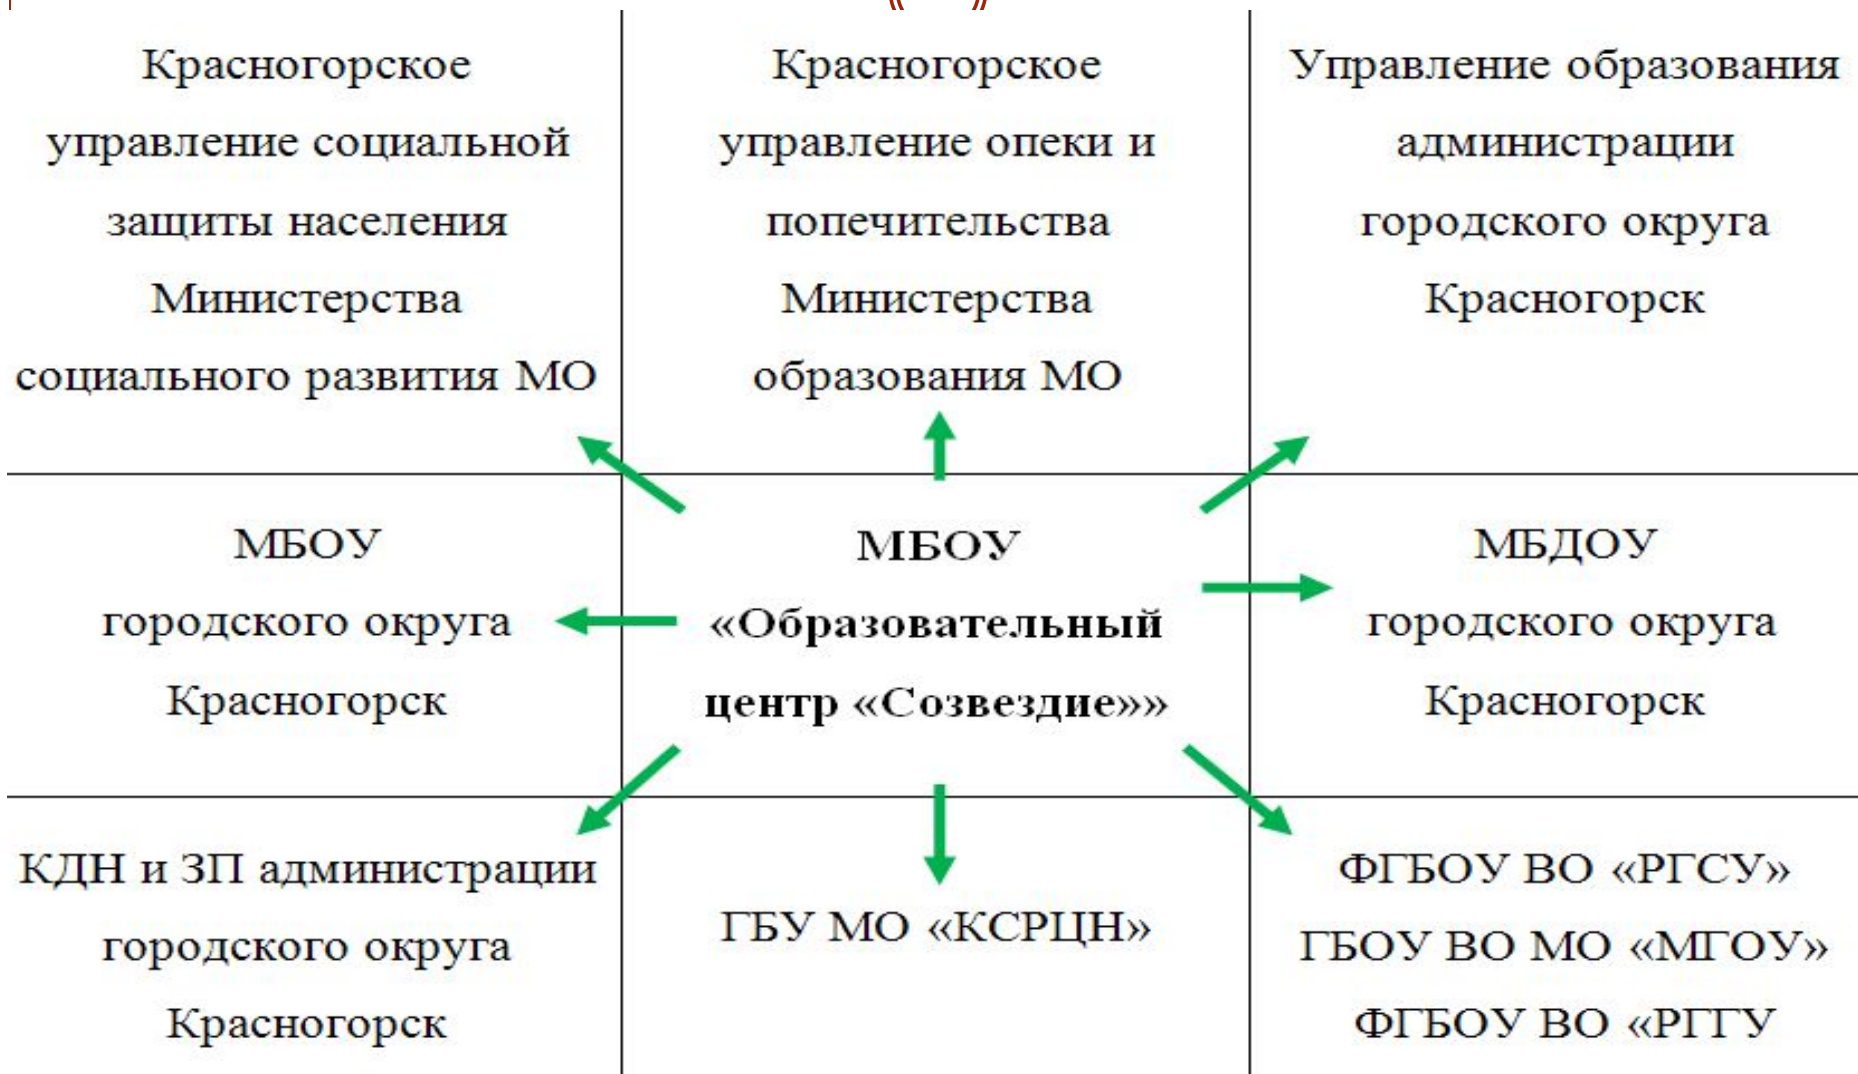 Красногорское
управление социальной
защиты населения
Министерства
социального развития МО
Красногорское
управление опеки и
попечительства
Министерства
образования МО
Управление образования
администрации
городского округа
Красногорск
МБОУ
городского округа
Красногорск
МБОУ
«Образовательный
центр «Созвездие»»
МБДОУ
городского округа
Красногорск
КДН и ЗП администрации
городского округа
Красногорск
ГБУ МО «КСРЦН»
ФГБОУ ВО «РГСУ»
ГБОУ ВО МО «МГОУ»
ФГБОУ ВО «РГГУ